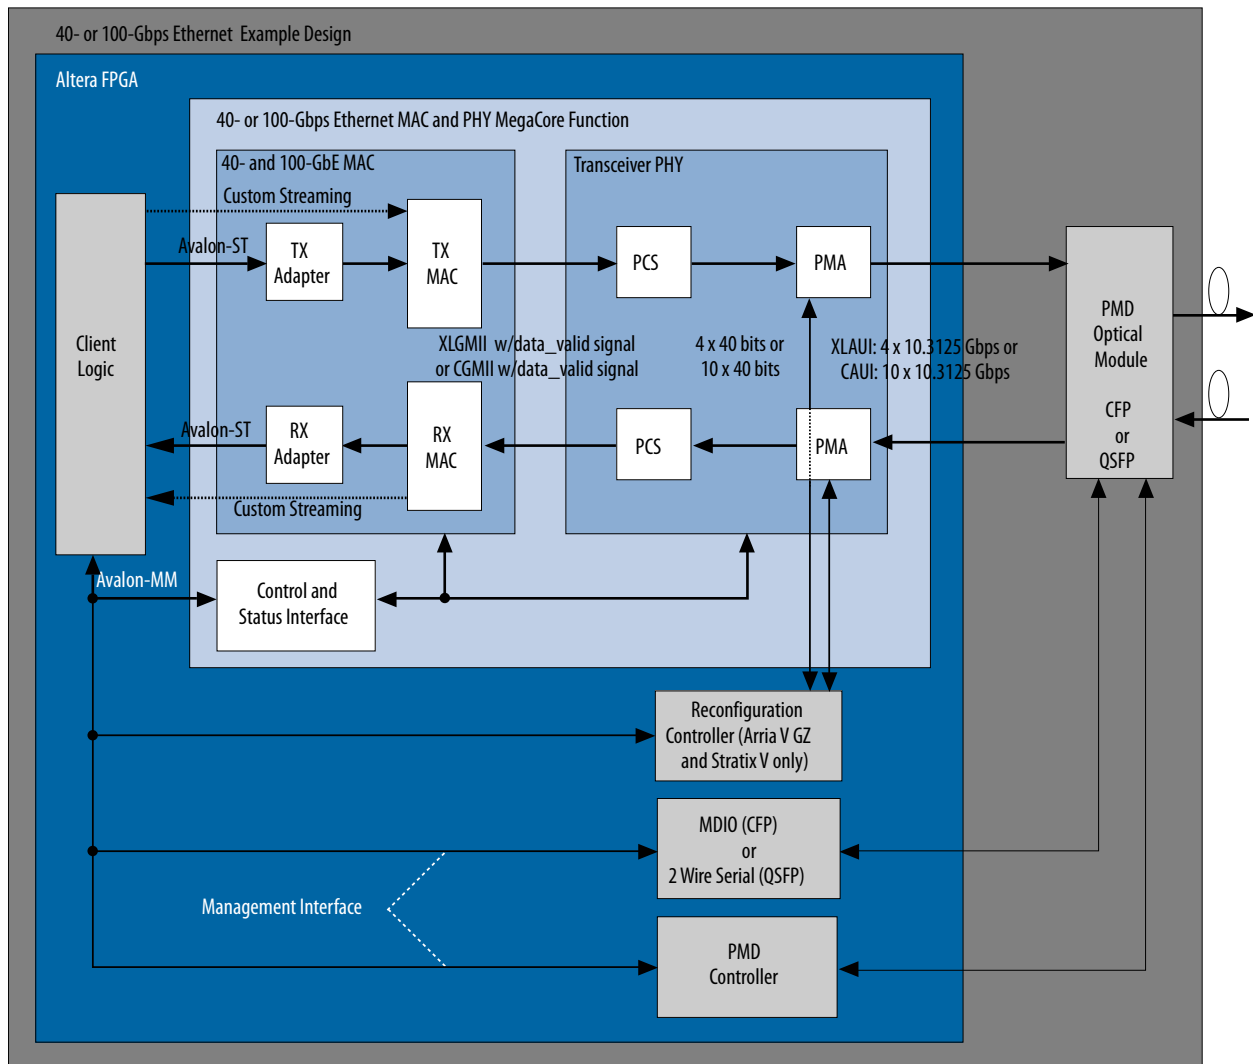 40- or 100-Gbps Ethernet Example Design
Altera FPGA
40- or 100-Gbps Ethernet MAC and PHY MegaCore Function
40- and 100-GbE MAC
Transceiver PHY
Custom Streaming
Avalon-ST
TX
Adapter
TX
MAC
PCS
PMA
Client
Logic
XLGMII w/data_valid signal
or CGMII w/data_valid signal
4 x 40 bits or
10 x 40 bits
XLAUI: 4 x 10.3125 Gbps or
CAUI: 10 x 10.3125 Gbps
PMD
Optical
Module
CFP
or
QSFP
Avalon-ST
RX
Adapter
RX
MAC
PCS
PMA
Custom Streaming
Avalon-MM
Control and
Status Interface
Reconfiguration
Controller (Arria V GZ
and Stratix V only)
MDIO (CFP)
or
2 Wire Serial (QSFP)
Management Interface
PMD
Controller